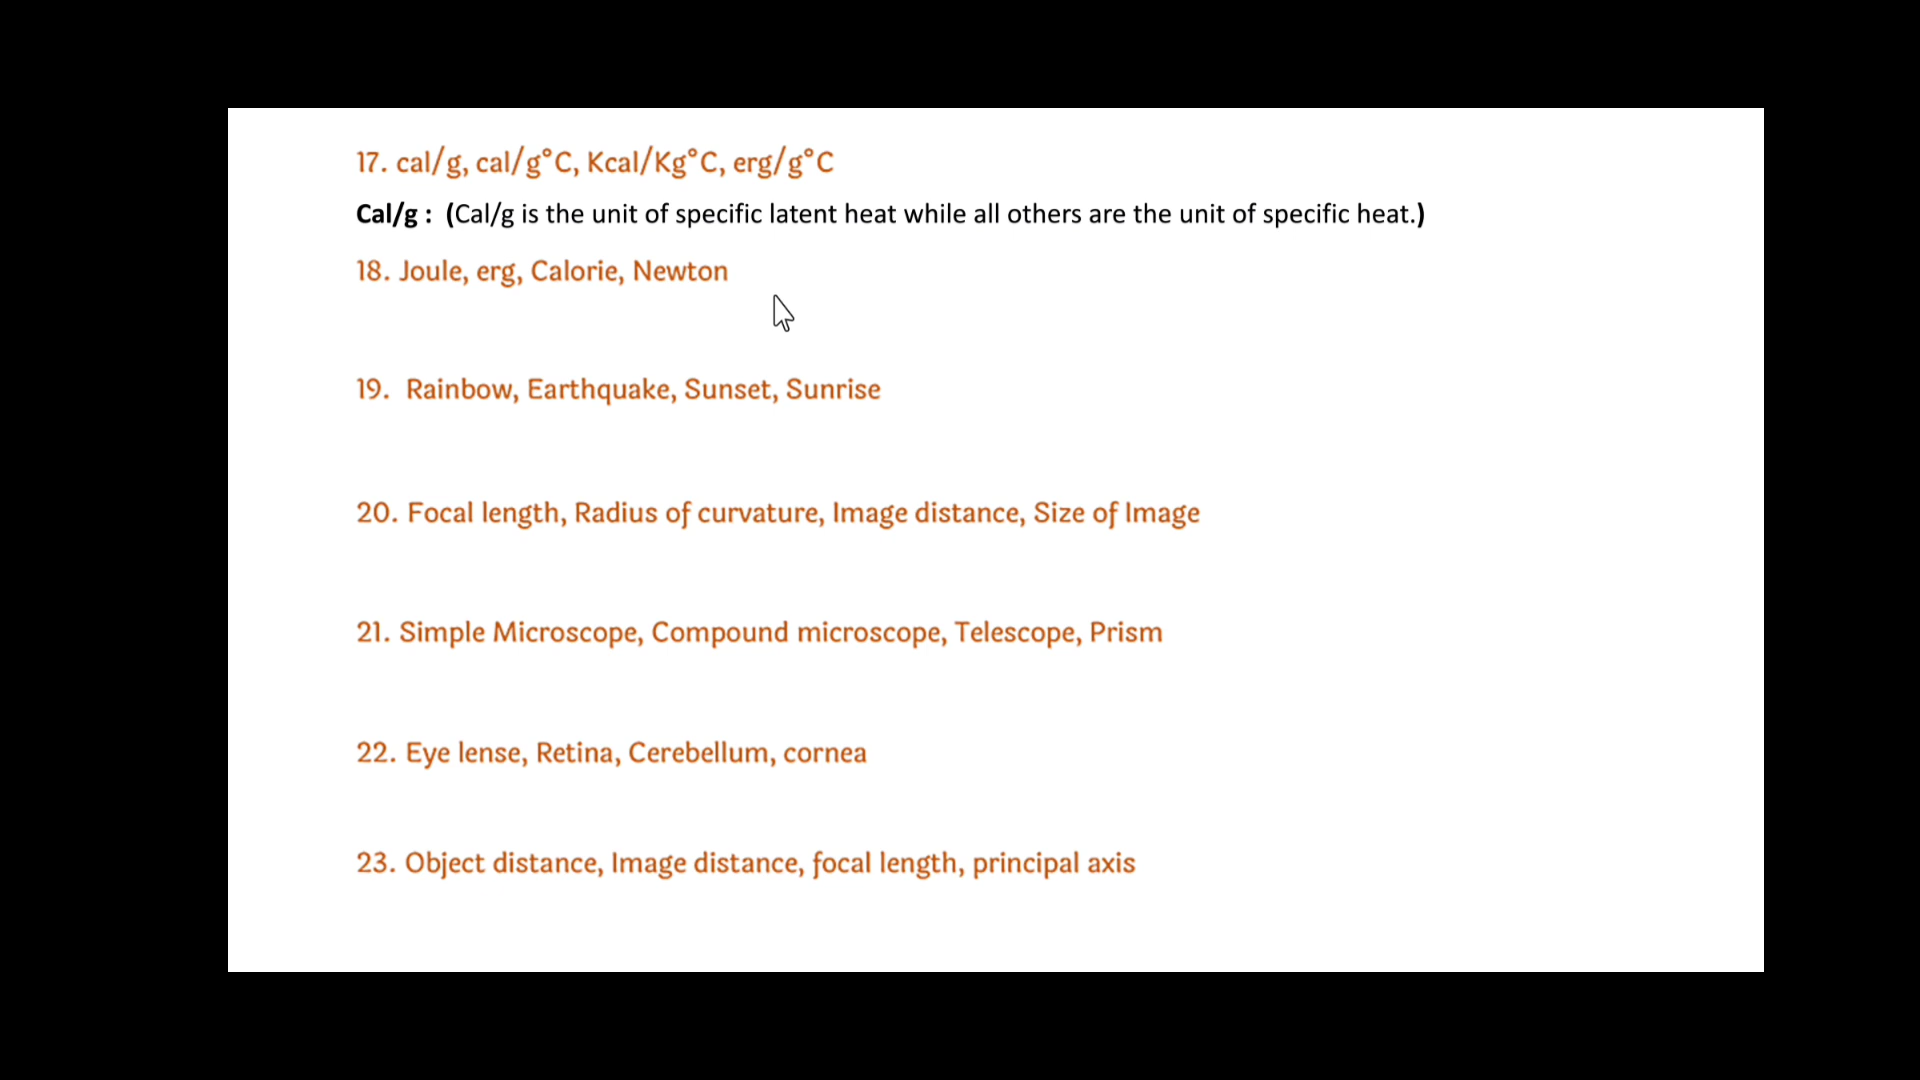 17. cal/g, cal/g°C, Kcal/Kg°C, erg/g°C
Cal/g : (Cal/g is the unit of specific latent heat while all others are the unit of specific heat.)
18. Joule, erg, Calorie, Newton
19. Rainbow, Earthquake, Sunset, Sunrise
20. Focal length, Radius of curvature, Image distance, Size of Image
21. Simple Microscope, Compound microscope, Telescope, Prism
22. Eye lense, Retina, Cerebellum, cornea
23. Object distance, Image distance, focal length, principal axis